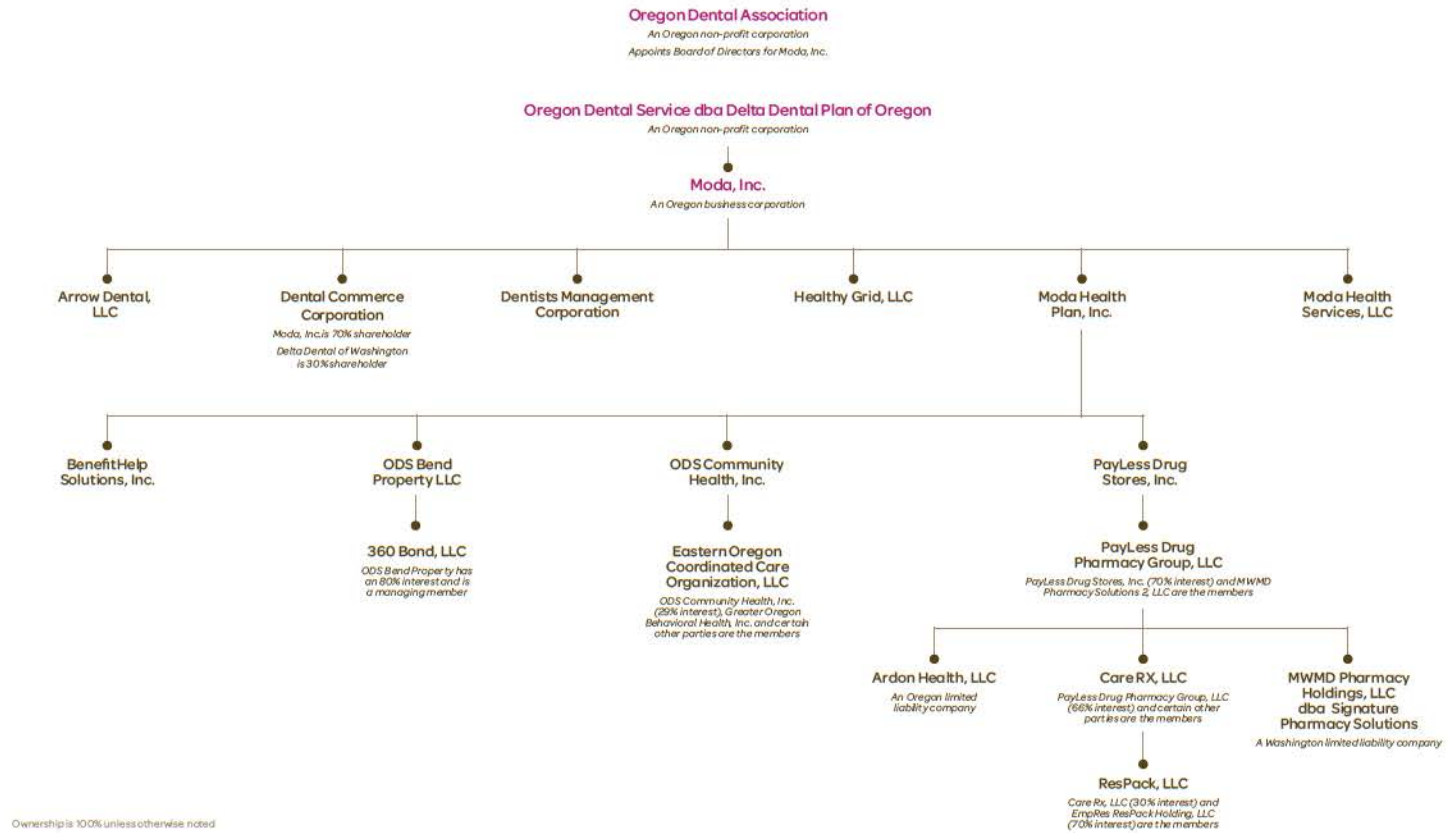 Oregon Dental Association
An Oregon non-profit corporation
Appoints Board of Directors for Moda, Inc.
Oregon Dental Service dba Delta Dental Plan of Oregon
An Oregon non-profit corporation
Moda, Inc.
An Oregon business corporation
Arrow Dental,
LLC
Dental Commerce
Corporation
Moda, Inc. is 70% shareholder
Delta Dental of Washington
is 30% shareholder
Dentists Management
Corporation
Healthy Grid, LLC
Moda Health
Plan, Inc.
Moda Health
Services, LLC
BenefitHelp
Solutions, Inc.
ODS Bend
Property LLC
ODS Community
Health, Inc.
PayLess Drug
Stores, Inc.
360 Bond, LLC
ODS Bend Property has
an 80% interest and is
a managing member
Eastern Oregon
Coordinated Care
Organization, LLC
ODS Community Health, Inc.
(29% interest), Greater Oregon
Behavioral Health, Inc. and certain
other parties are the members
PayLess Drug
Pharmacy Group, LLC
PayLess Drug Stores, Inc. (70% interest) and MWMD
Pharmacy Solutions 2, LLC are the members
Ardon Health, LLC
An Oregon limited
liability company
Care RX, LLC
PayLess Drug Pharmacy Group, LLC
(66% interest) and certain other
parties are the members
MWMD Pharmacy
Holdings, LLC
dba Signature
Pharmacy Solutions
A Washington limited liability company
ResPack, LLC
Care Rx, LLC (30% interest) and
EmpRes ResPack Holding, LLC
(70% interest) are the members
Ownership is 100% unless otherwise noted